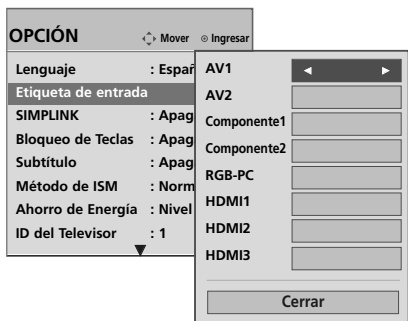 OPCIÓN Mover Ingresar
Lenguaje : Españ
Etiqueta de entrada
SIMPLINK : Apag
Bloqueo de Teclas : Apag
Subtítulo : Apag
Método de ISM : Norm
Ahorro de Energía : Nivel
ID del Televisor : 1
AV1
AV2
Componente1
Componente2
RGB-PC
HDMI1
HDMI2
HDMI3
Cerrar